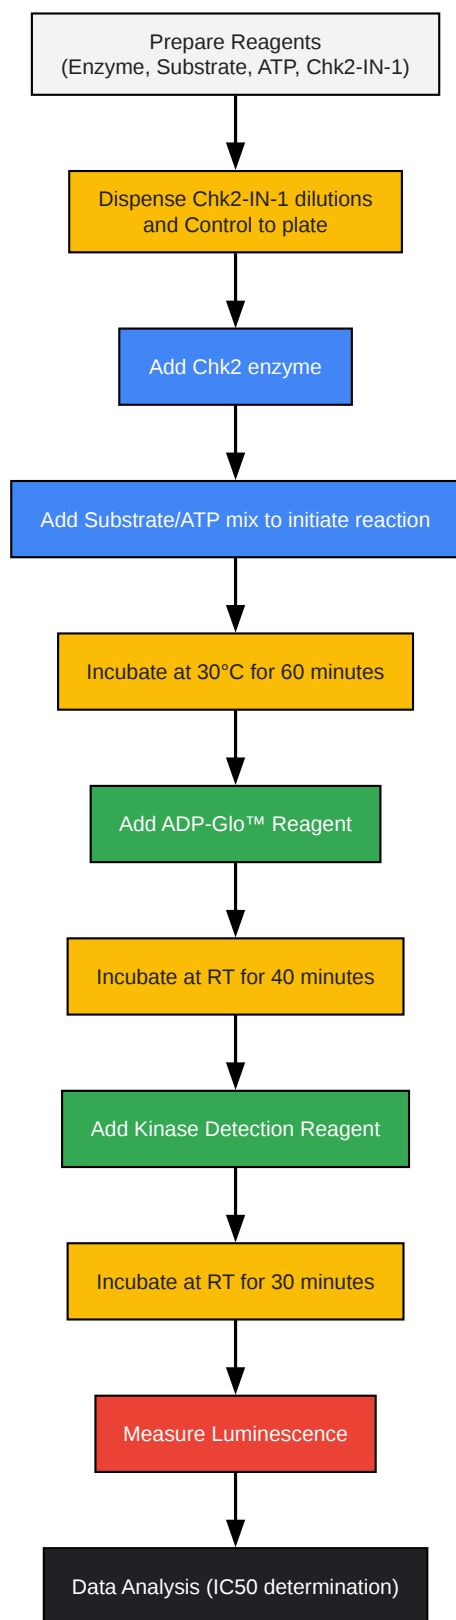 Prepare Reagents
(Enzyme, Substrate, ATP, Chk2-IN-1)
Dispense Chk2-IN-1 dilutions
and Control to plate
Add Chk2 enzyme
Add Substrate/ATP mix to initiate reaction
Incubate at 30°C for 60 minutes
Add ADP-Glo™ Reagent
Incubate at RT for 40 minutes
Add Kinase Detection Reagent
Incubate at RT for 30 minutes
Measure Luminescence
Data Analysis (IC50 determination)